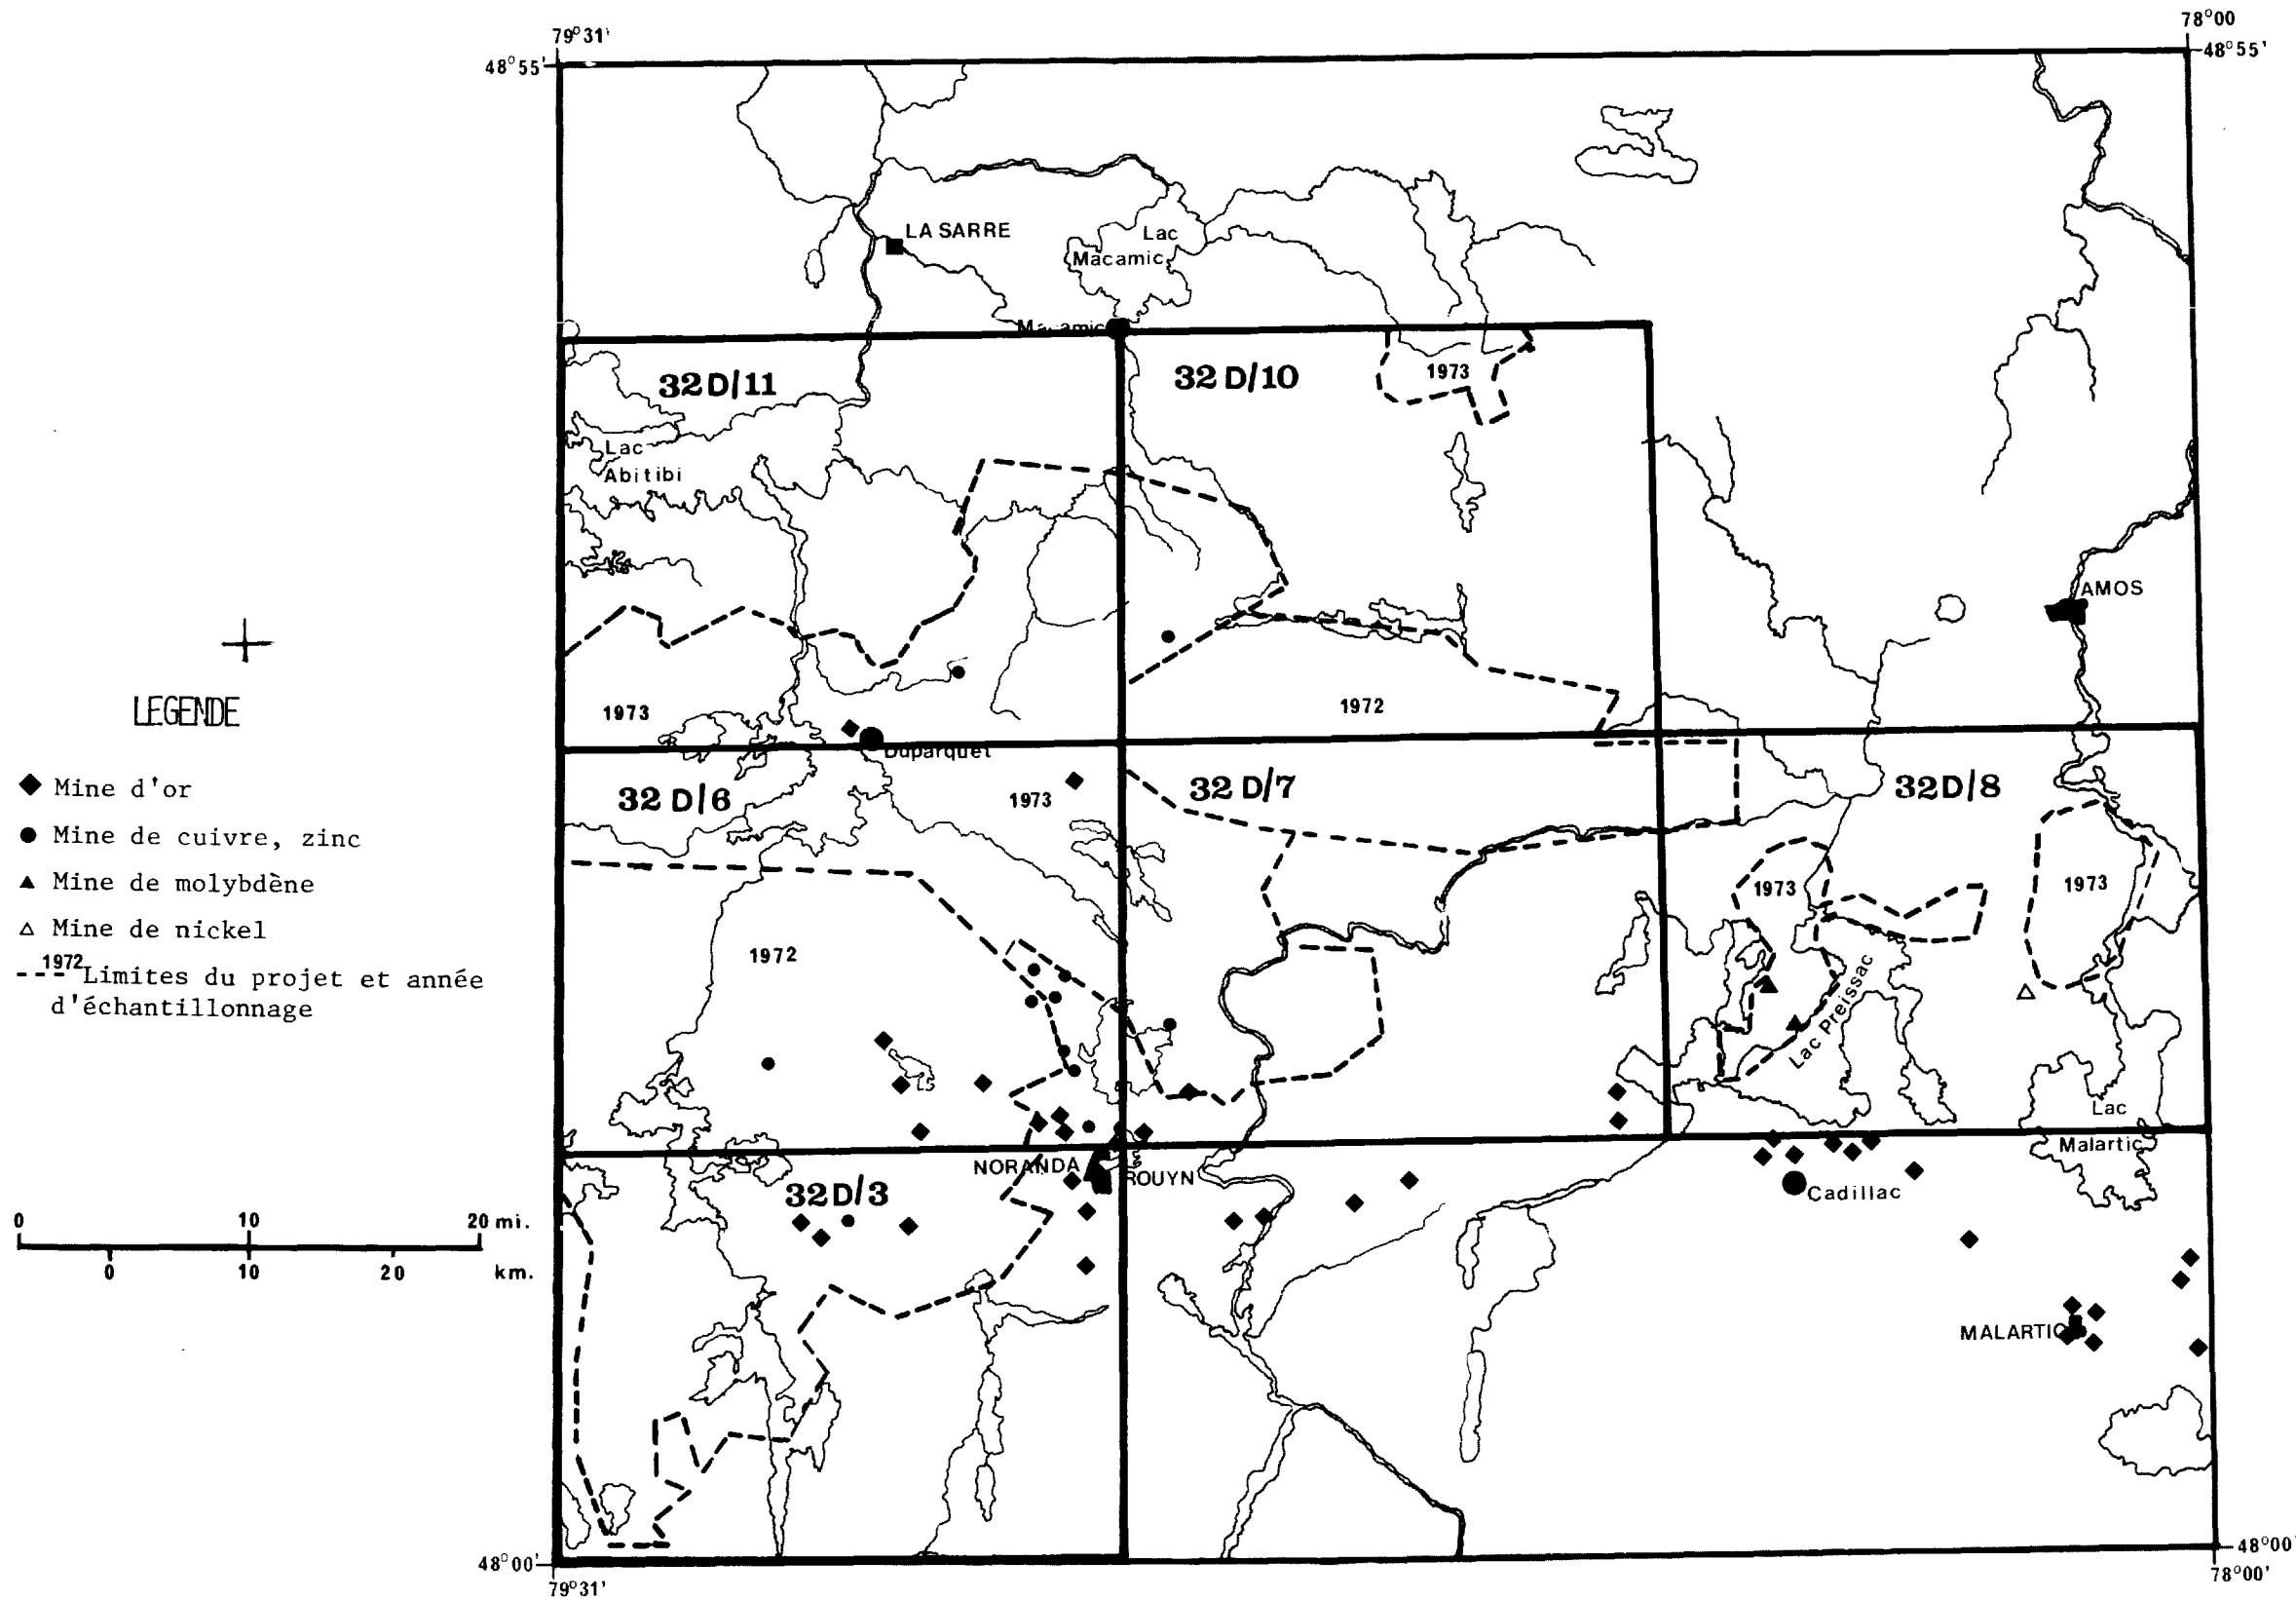 79°31'
78°00
48°55'
48°55'
LA SARRE
Lac
Macamic
Macamic
32D/11
32D/10
1973
Lac
Abitibi
AMOS
LEGENDE
1973
1972
Duparquet
◆ Mine d'or
● Mine de cuivre, zinc
▲ Mine de molybdène
△ Mine de nickel
1972
Limites du projet et année
d'échantillonnage
32D/6
1973
32D/7
32D/8
1973
1973
1972
Lac Preissac
Lac
Malartic
NORANDA
ROUYN
32D/3
Cadillac
0 10 20 mi.
0 10 20 km.
MALARTIC
48°00'
48°00'
79°31'
78°00'